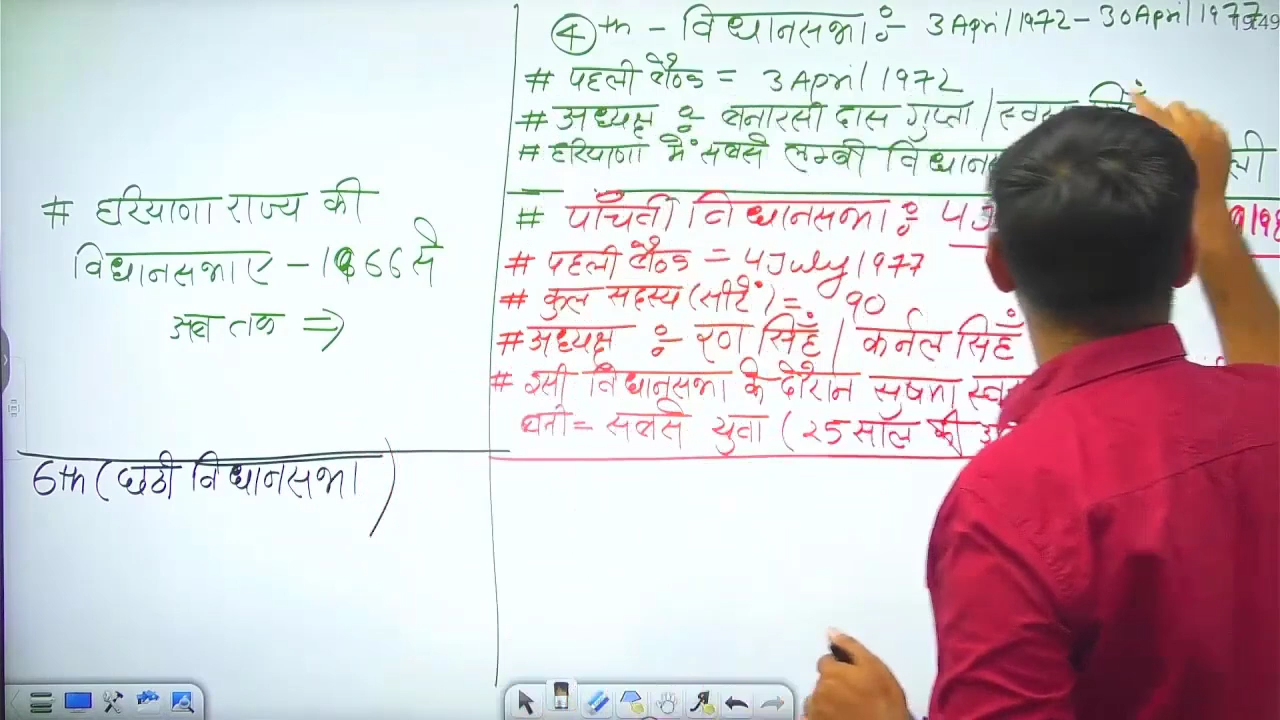 # हरियाणा राज्य की
विधानसभाए - 1966 से
अब तक ⇒
6th (छठी विधानसभा)
4th - विधानसभा :- 3 April 1972 - 30 April 1977
# पहली बैठक = 3 April 1972
# अध्यक्ष :- बनारसी दास गुप्ता /
# हरियाणा में सबसे लम्बी
# पाँचवी विधानसभा :- 4
# पहली बैठक = 4 July 1977
# कुल सदस्य (सीटें) = 90
# अध्यक्ष :- रण सिहँ / कर्नल सिहँ
# इसी विधानसभा के दौरान सुषमा
बनी = सबसे युवा ( 25 सॉल की